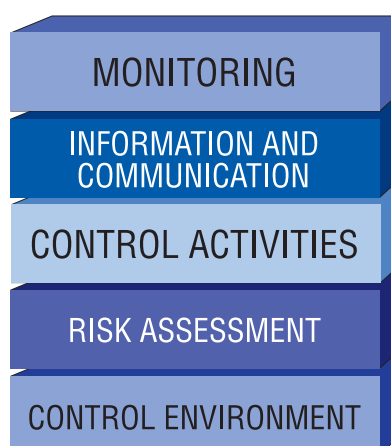 MONITORING
INFORMATION AND
COMMUNICATION
CONTROL ACTIVITIES
RISK ASSESSMENT
CONTROL ENVIRONMENT